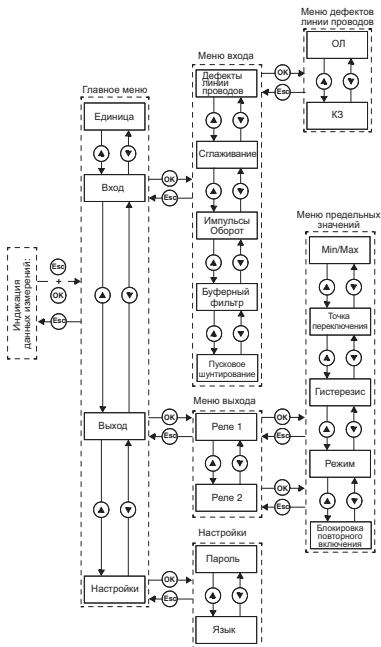 Меню дефектов
линии проводов
ОЛ
OK
Esc
КЗ
Меню входа
Дефекты
линии
проводов
Сглаживание
Импульсы
Оборот
Буферный
фильтр
Пусковое
шунтирование
Главное меню
Единица
Вход
OK
Esc
Выход
OK
Esc
Настройки
OK
Esc
Индикация
данных измерений:
Esc
+
OK
Esc
Меню выхода
Реле 1
OK
Esc
Реле 2
OK
Esc
Настройки
Пароль
Язык
Меню предельных
значений
Min/Max
Точка
переключения
Гистерезис
Режим
Блокировка
повторного
включения